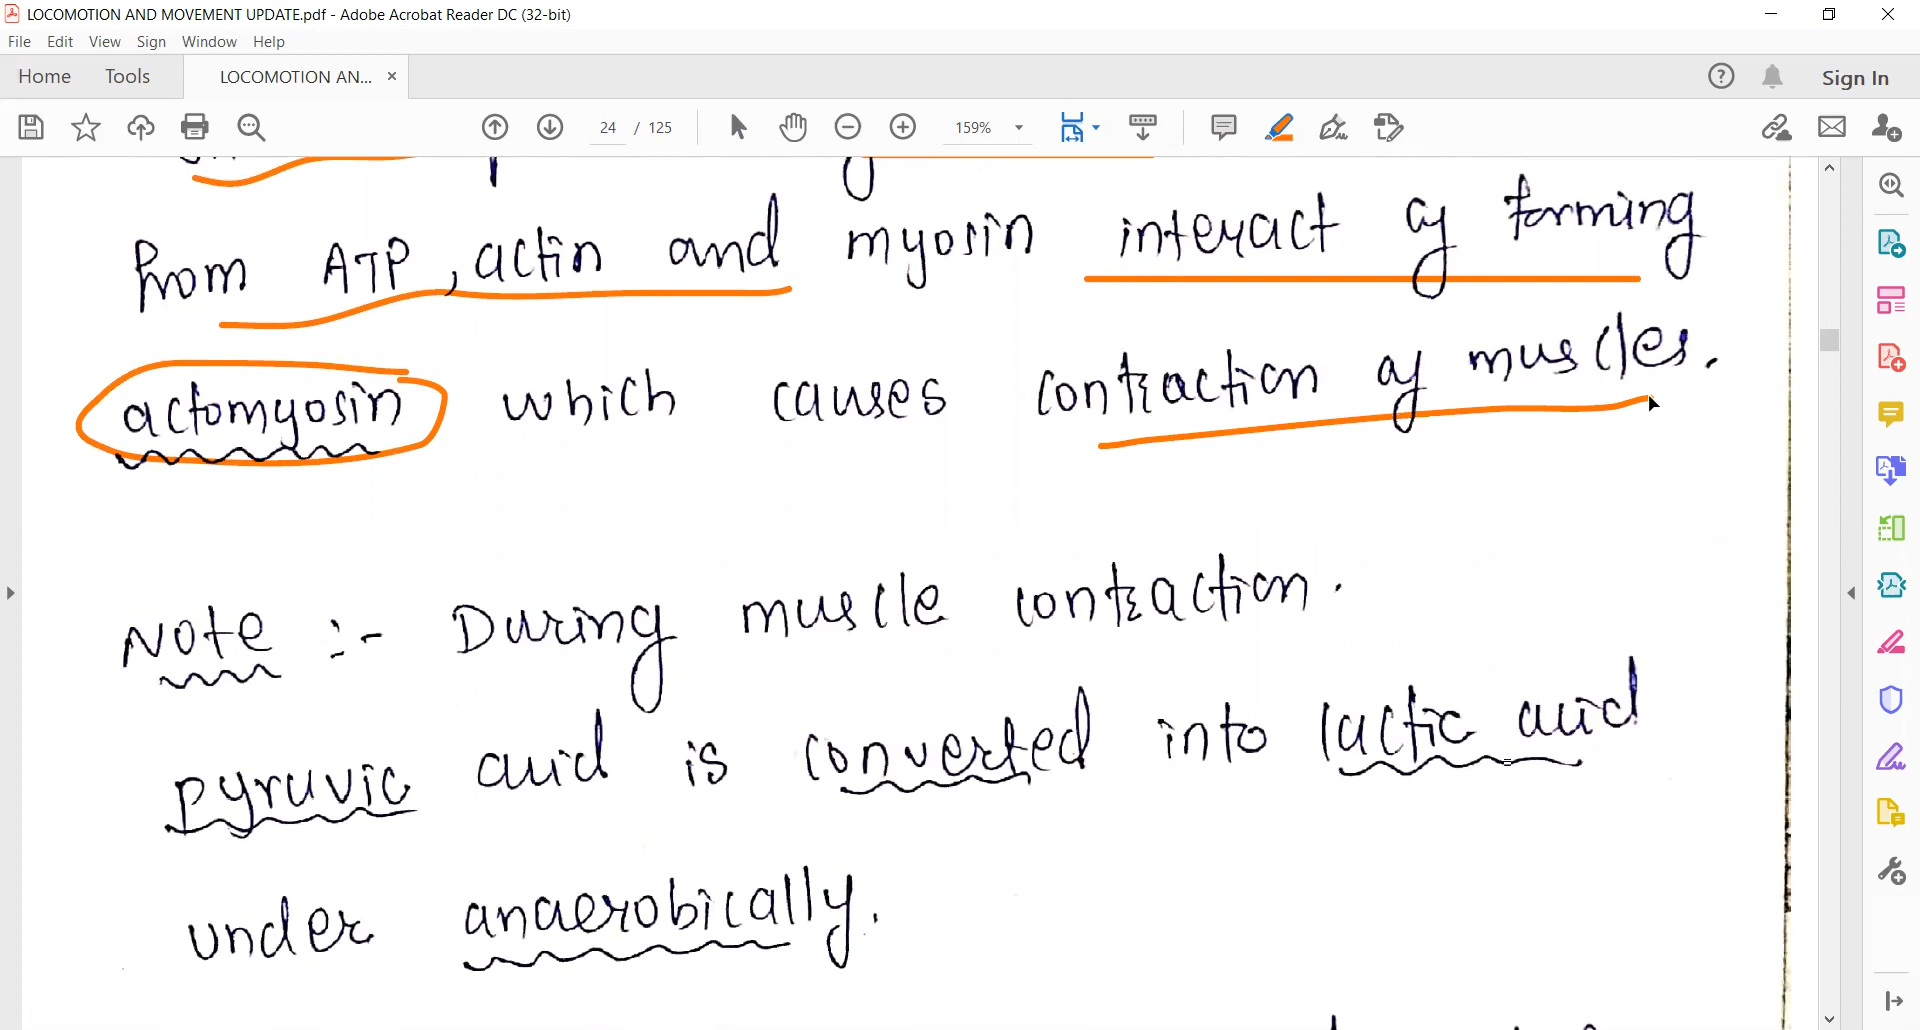 LOCOMOTION AND MOVEMENT UPDATE.pdf - Adobe Acrobat Reader DC (32-bit)
File Edit View Sign Window Help
Home Tools LOCOMOTION AN... × Sign In
24 / 125 159%
from ATP, actin and myosin interact of forming
actomyosin which causes contraction of muscles.
Note :- During muscle contraction.
pyruvic acid is converted into lactic acid
under anaerobically.